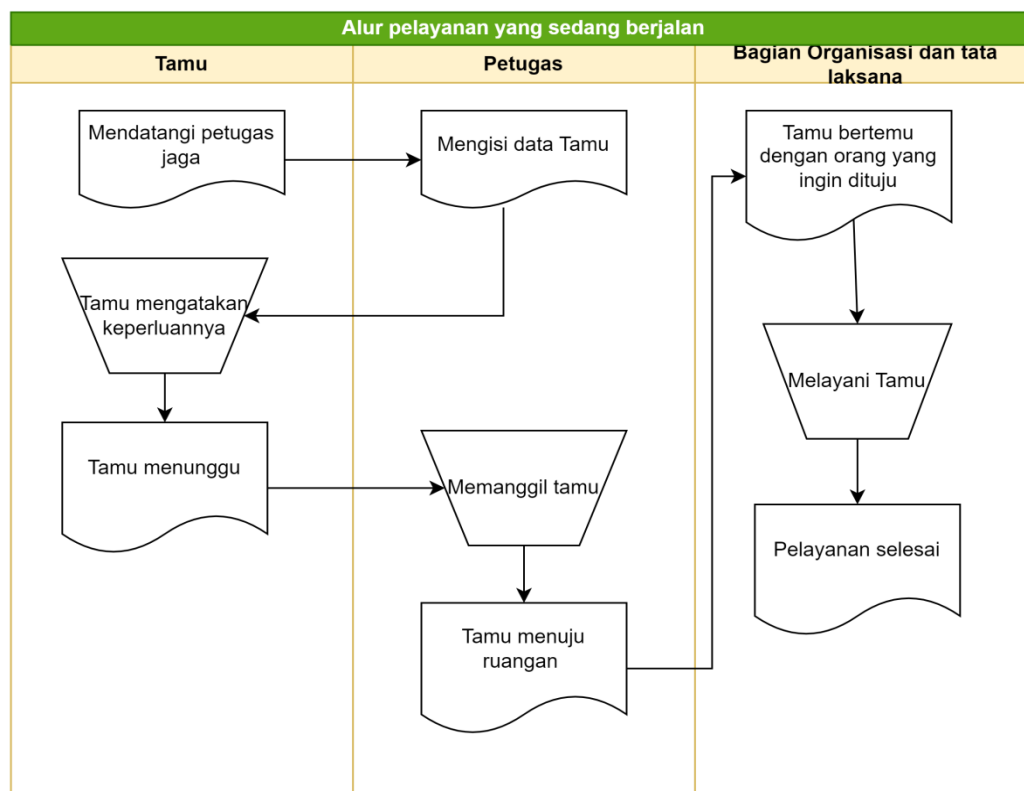 Alur pelayanan yang sedang berjalan
Tamu
Petugas
Bagian Organisasi dan tata
laksana
Mendatangi petugas
jaga
Mengisi data Tamu
Tamu bertemu
dengan orang yang
ingin dituju
Tamu mengatakan
keperluannya
Melayani Tamu
Tamu menunggu
Memanggil tamu
Pelayanan selesai
Tamu menuju
ruangan